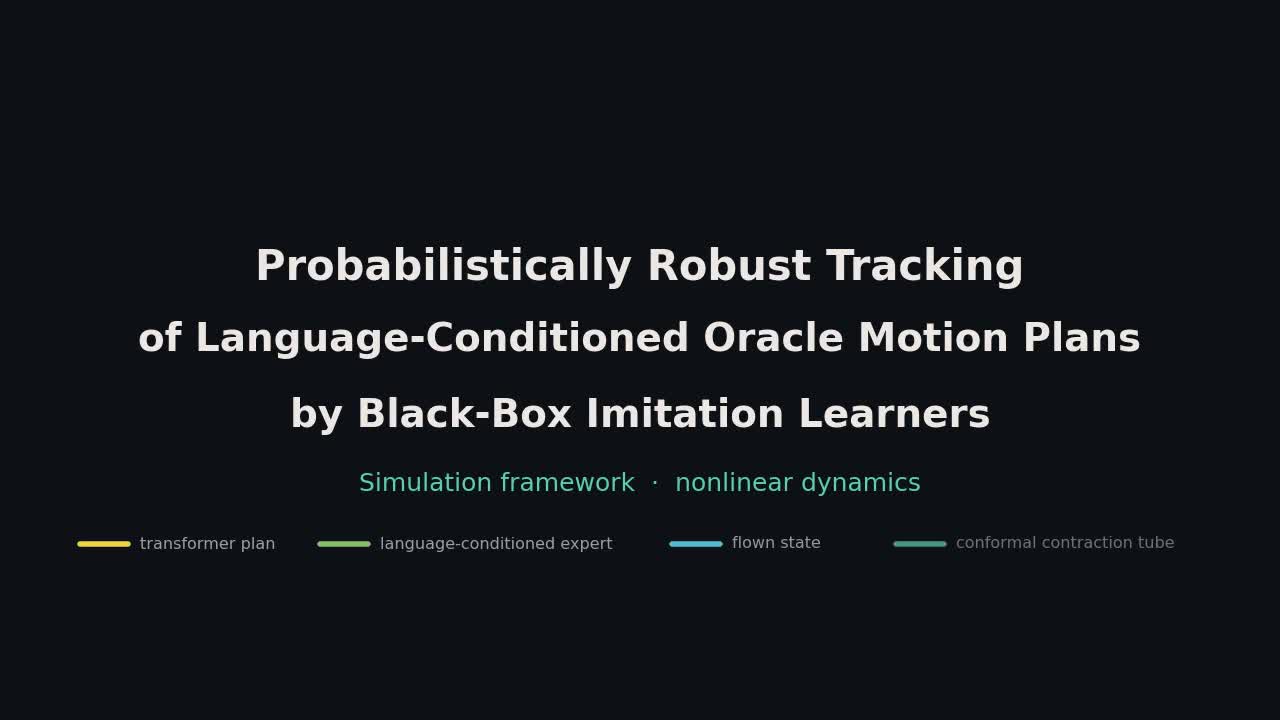 Probabilistically Robust Tracking
of Language-Conditioned Oracle Motion Plans
by Black-Box Imitation Learners
Simulation framework · nonlinear dynamics
transformer plan
language-conditioned expert
flown state
conformal contraction tube